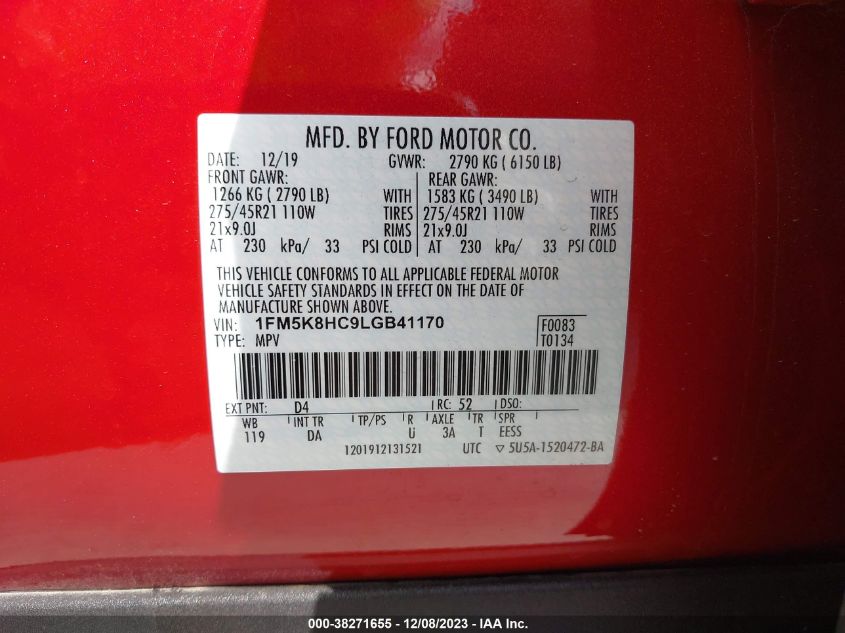 MFD. BY FORD MOTOR CO.
DATE: 12/19 GVWR: 2790 KG ( 6150 LB)
FRONT GAWR: REAR GAWR:
1266 KG ( 2790 LB) WITH 1583 KG ( 3490 LB) WITH
275/45R21 110W TIRES 275/45R21 110W TIRES
21x9.0J RIMS 21x9.0J RIMS
AT 230 kPa/ 33 PSI COLD AT 230 kPa/ 33 PSI COLD
THIS VEHICLE CONFORMS TO ALL APPLICABLE FEDERAL MOTOR
VEHICLE SAFETY STANDARDS IN EFFECT ON THE DATE OF
MANUFACTURE SHOWN ABOVE.
VIN: 1FM5K8HC9LGB41170 F0083
TYPE: MPV T0134
EXT PNT: D4 RC: 52 DSO:
WB INT TR TP/PS R AXLE TR SPR
119 DA U 3A T EESS
1201912131521 UTC ▽ 5U5A-1520472-BA
000-38271655 - 12/08/2023 - IAA Inc.